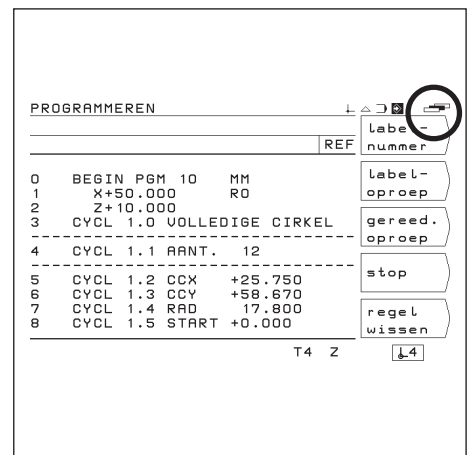 PROGRAMMEREN
REF
0 BEGIN PGM 10 MM
1 X+50.000 R0
2 Z+10.000
3 CYCL 1.0 VOLLEDIGE CIRKEL
4 CYCL 1.1 AANT. 12
5 CYCL 1.2 CCX +25.750
6 CYCL 1.3 CCY +58.670
7 CYCL 1.4 RAD 17.800
8 CYCL 1.5 START +0.000
T4 Z
4
label-
nummer
label-
oproep
gereed.
oproep
stop
regel
wissen